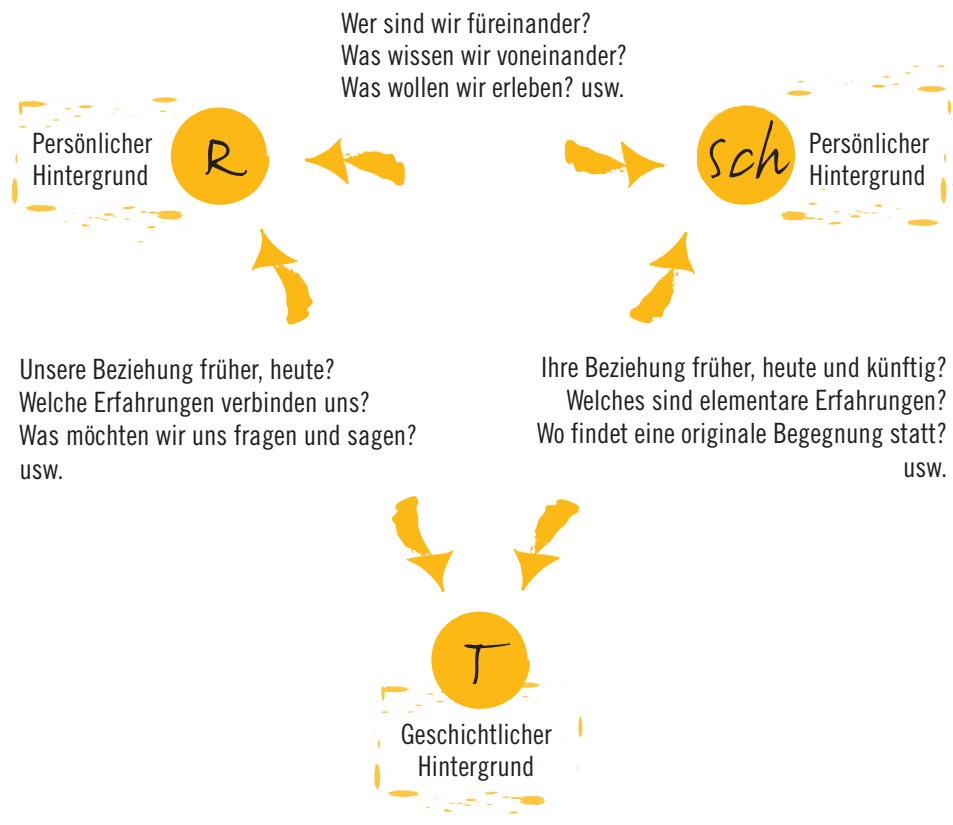 Wer sind wir füreinander?
Was wissen wir voneinander?
Was wollen wir erleben? usw.
Persönlicher
Hintergrund
R
Sch
Persönlicher
Hintergrund
Unsere Beziehung früher, heute?
Welche Erfahrungen verbinden uns?
Was möchten wir uns fragen und sagen?
usw.
Ihre Beziehung früher, heute und künftig?
Welches sind elementare Erfahrungen?
Wo findet eine originale Begegnung statt?
usw.
T
Geschichtlicher
Hintergrund